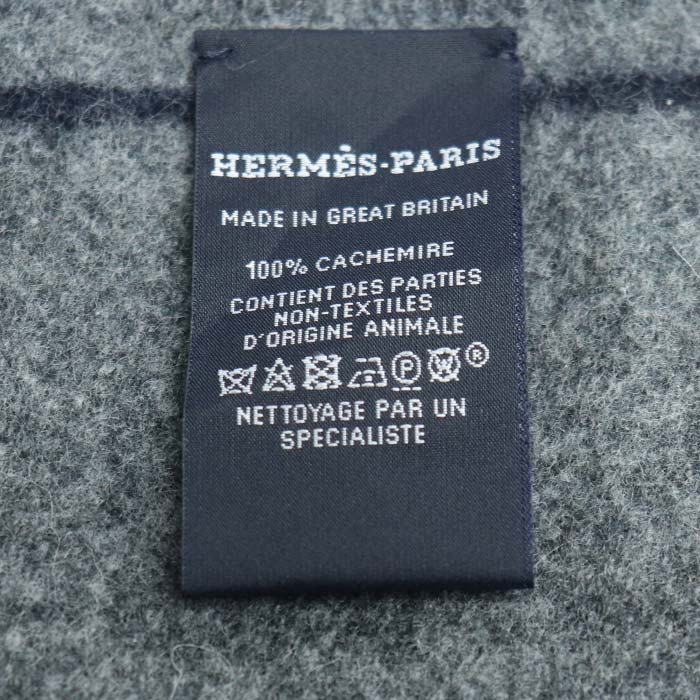 HERMÈS-PARIS
MADE IN GREAT BRITAIN
100% CACHEMIRE
CONTIENT DES PARTIES
NON-TEXTILES
D'ORIGINE ANIMALE
P W ®
NETTOYAGE PAR UN
SPECIALISTE